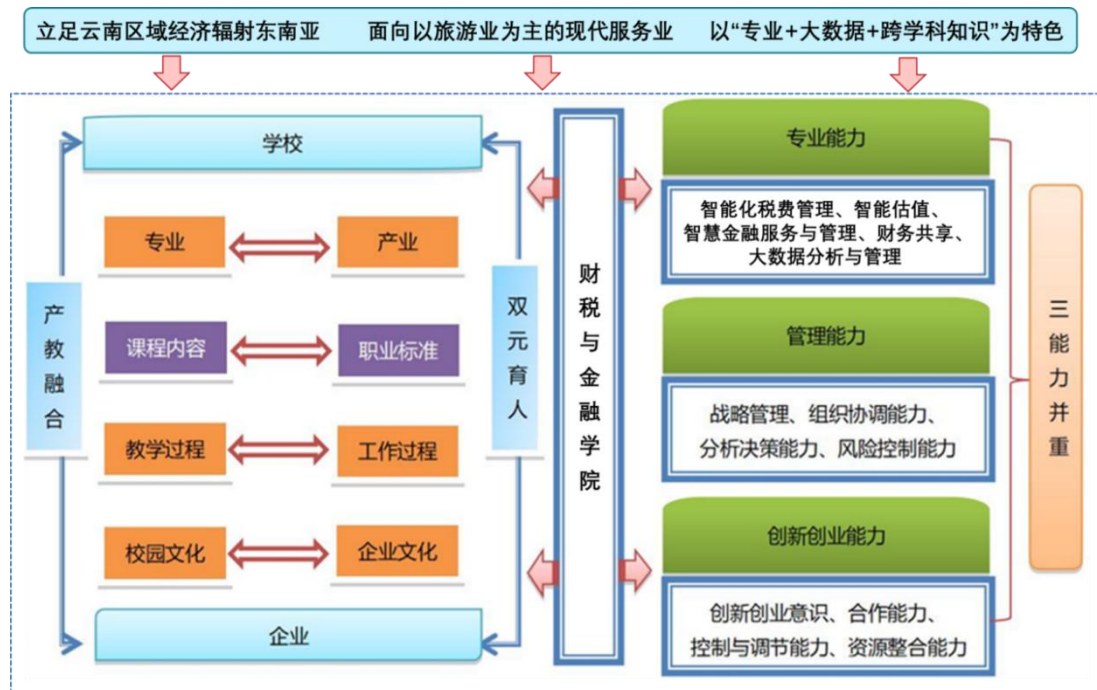 立足云南区域经济辐射东南亚 面向以旅游业为主的现代服务业 以“专业+大数据+跨学科知识”为特色
学校
专业 产业
课程内容 职业标准
教学过程 工作过程
校园文化 企业文化
企业
产教融合
双元育人
财税与金融学院
专业能力
智能化税费管理、智能估值、
智慧金融服务与管理、财务共享、
大数据分析与管理
管理能力
战略管理、组织协调能力、
分析决策能力、风险控制能力
创新创业能力
创新创业意识、合作能力、
控制与调节能力、资源整合能力
三能力并重